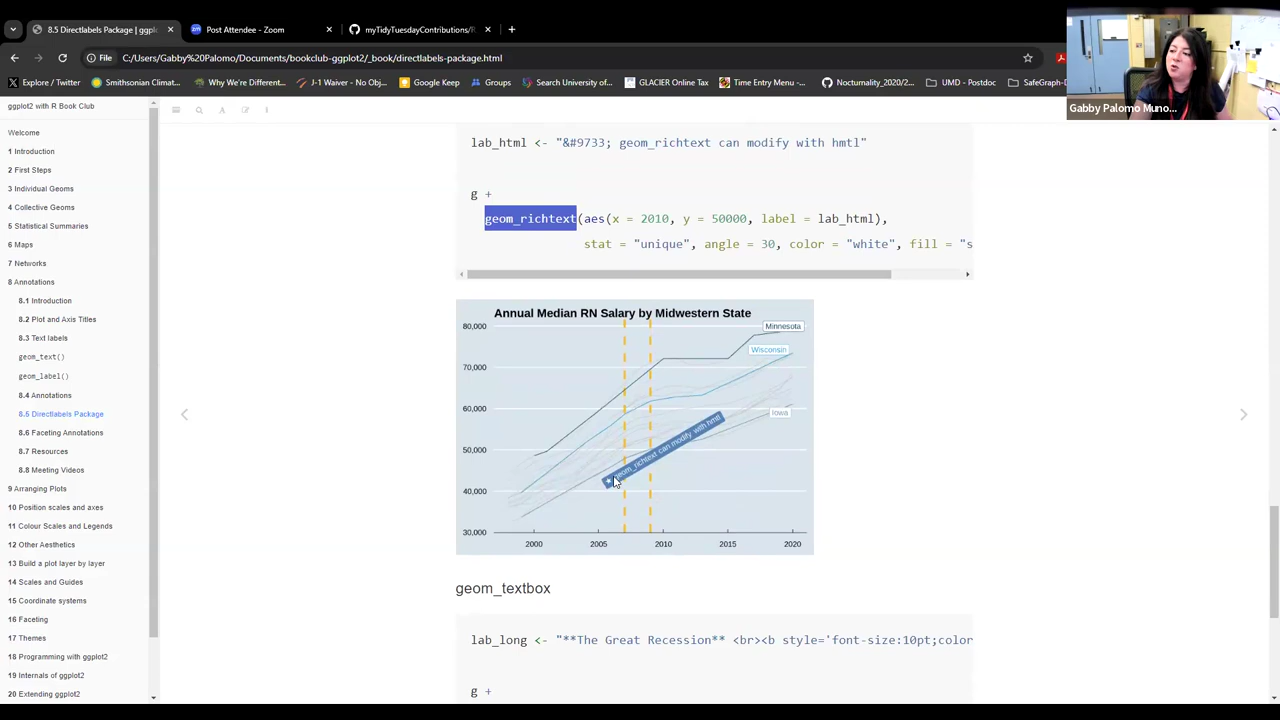 8.5 Directlabels Package | ggpl
Post Attendee - Zoom
myTidyTuesdayContributions/R
File
C:/Users/Gabby%20Palomo/Documents/bookclub-ggplot2/_book/directlabels-package.html
Explore / Twitter
Smithsonian Climat...
Why We're Different...
J-1 Waiver - No Obj...
Google Keep
Groups
Search University of...
GLACIER Online Tax
Time Entry Menu -...
Nocturnality_2020/2...
UMD - Postdoc
SafeGraph-D
Gabby Palomo Muno...
ggplot2 with R Book Club
Welcome
1 Introduction
2 First Steps
3 Individual Geoms
4 Collective Geoms
5 Statistical Summaries
6 Maps
7 Networks
8 Annotations
8.1 Introduction
8.2 Plot and Axis Titles
8.3 Text labels
geom_text()
geom_label()
8.4 Annotations
8.5 Directlabels Package
8.6 Faceting Annotations
8.7 Resources
8.8 Meeting Videos
9 Arranging Plots
10 Position scales and axes
11 Colour Scales and Legends
12 Other Aesthetics
13 Build a plot layer by layer
14 Scales and Guides
15 Coordinate systems
16 Faceting
17 Themes
18 Programming with ggplot2
19 Internals of ggplot2
20 Extending ggplot2
lab_html <- "&#9733; geom_richtext can modify with hmtl"
g +
geom_richtext(aes(x = 2010, y = 50000, label = lab_html),
stat = "unique", angle = 30, color = "white", fill = "s
Annual Median RN Salary by Midwestern State
80,000
70,000
60,000
50,000
40,000
30,000
2000
2005
2010
2015
2020
Minnesota
Wisconsin
Iowa
★ geom_richtext can modify with hmtl
geom_textbox
lab_long <- "**The Great Recession** <br><b style='font-size:10pt;color
g +